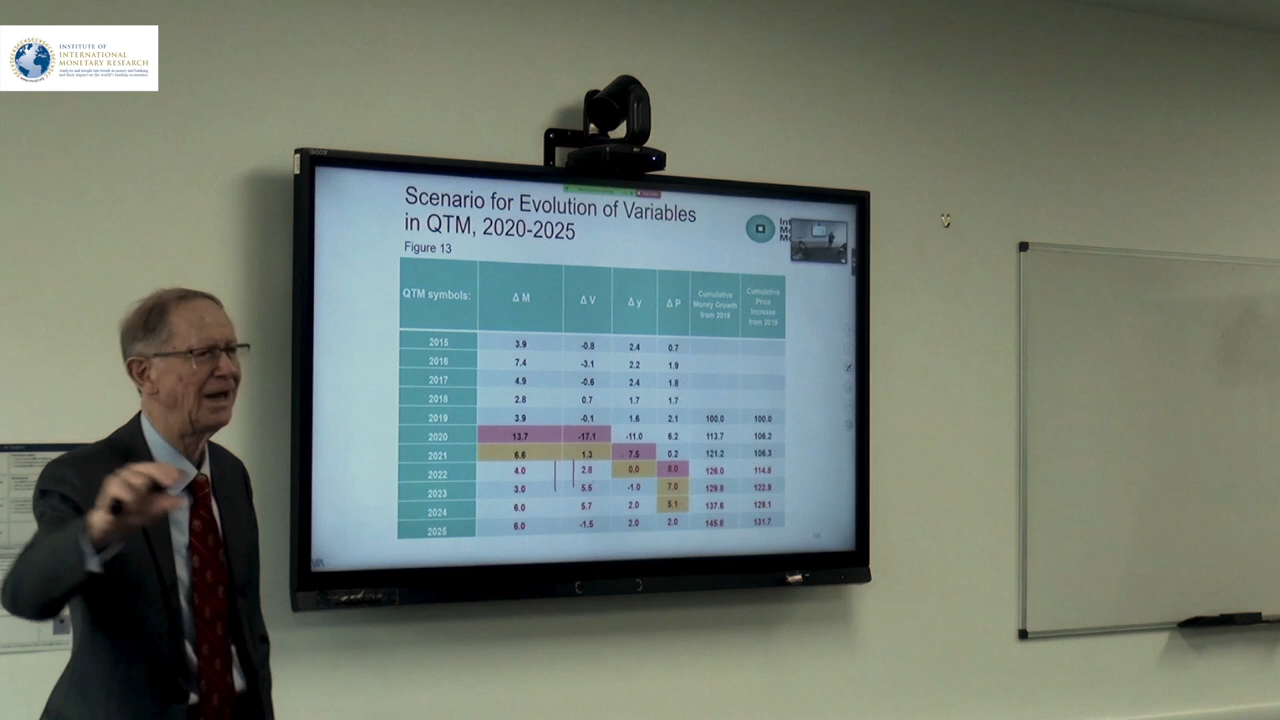 INSTITUTE OF
INTERNATIONAL
MONETARY RESEARCH
Scenario for Evolution of Variables
in QTM, 2020-2025
Figure 13
QTM symbols: Δ M Δ V Δ y Δ P Cumulative Money Growth from 2019 Cumulative Price Increase from 2019
2015 3.9 -0.8 2.4 0.7
2016 7.4 -3.1 2.2 1.9
2017 4.9 -0.6 2.4 1.8
2018 2.8 0.7 1.7 1.7
2019 3.9 -0.1 1.6 2.1 100.0 100.0
2020 13.7 -17.1 -11.0 6.2 113.7 106.2
2021 6.6 1.3 7.5 0.2 121.2 106.3
2022 4.0 2.8 0.0 8.0 126.0 114.8
2023 3.0 5.5 -1.0 7.0 129.8 122.9
2024 6.0 5.7 2.0 5.1 137.6 129.1
2025 6.0 -1.5 2.0 2.0 145.8 131.7